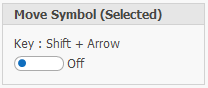 Move Symbol (Selected)
Key : Shift + Arrow
Off